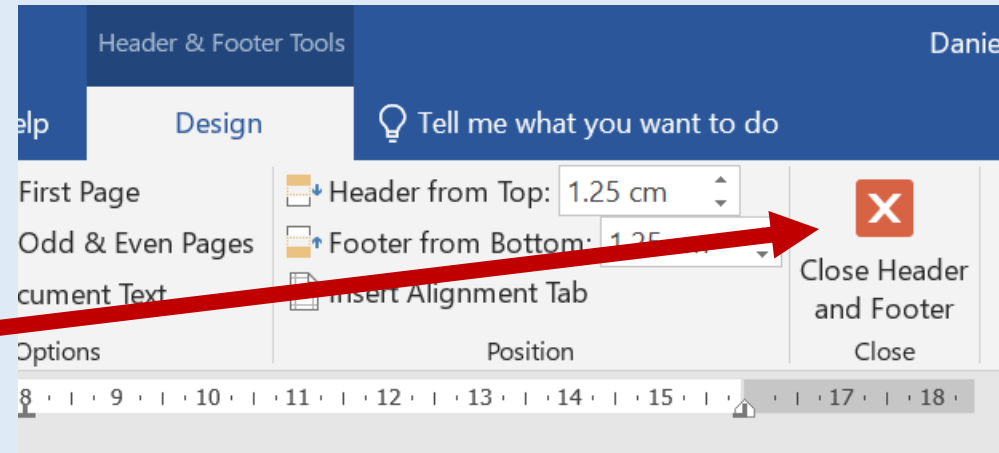 Header & Footer Tools
Danie
elp
Design
Tell me what you want to do
First Page
Header from Top: 1.25 cm
Odd & Even Pages
Footer from Bottom: 1.25
cument Text
Insert Alignment Tab
Close Header
and Footer
Options
Position
Close
8 9 10 11 12 13 14 15 17 18